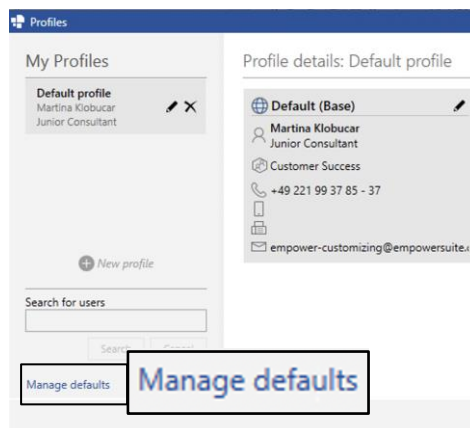 Profiles
My Profiles
Default profile
Martina Klobucar
Junior Consultant
New profile
Search for users
Search
Cancel
Manage defaults
Manage defaults
Profile details: Default profile
Default (Base)
Martina Klobucar
Junior Consultant
Customer Success
+49 221 99 37 85 - 37
empower-customizing@empowersuite.